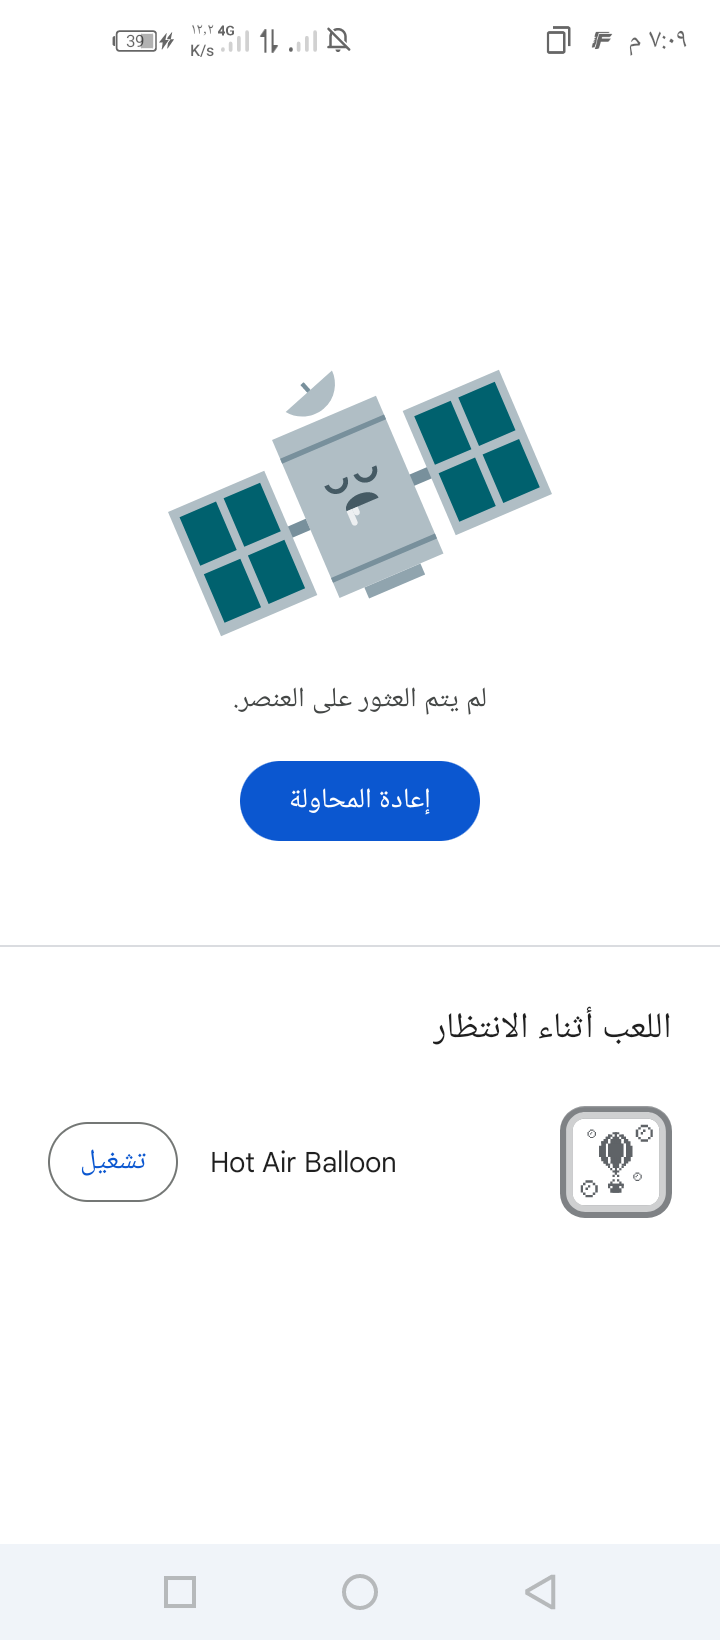 ٧:٠٩ م
39
١٢,٢ 4G
K/s
لم يتم العثور على العنصر.
إعادة المحاولة
اللعب أثناء الانتظار
Hot Air Balloon
تشغيل